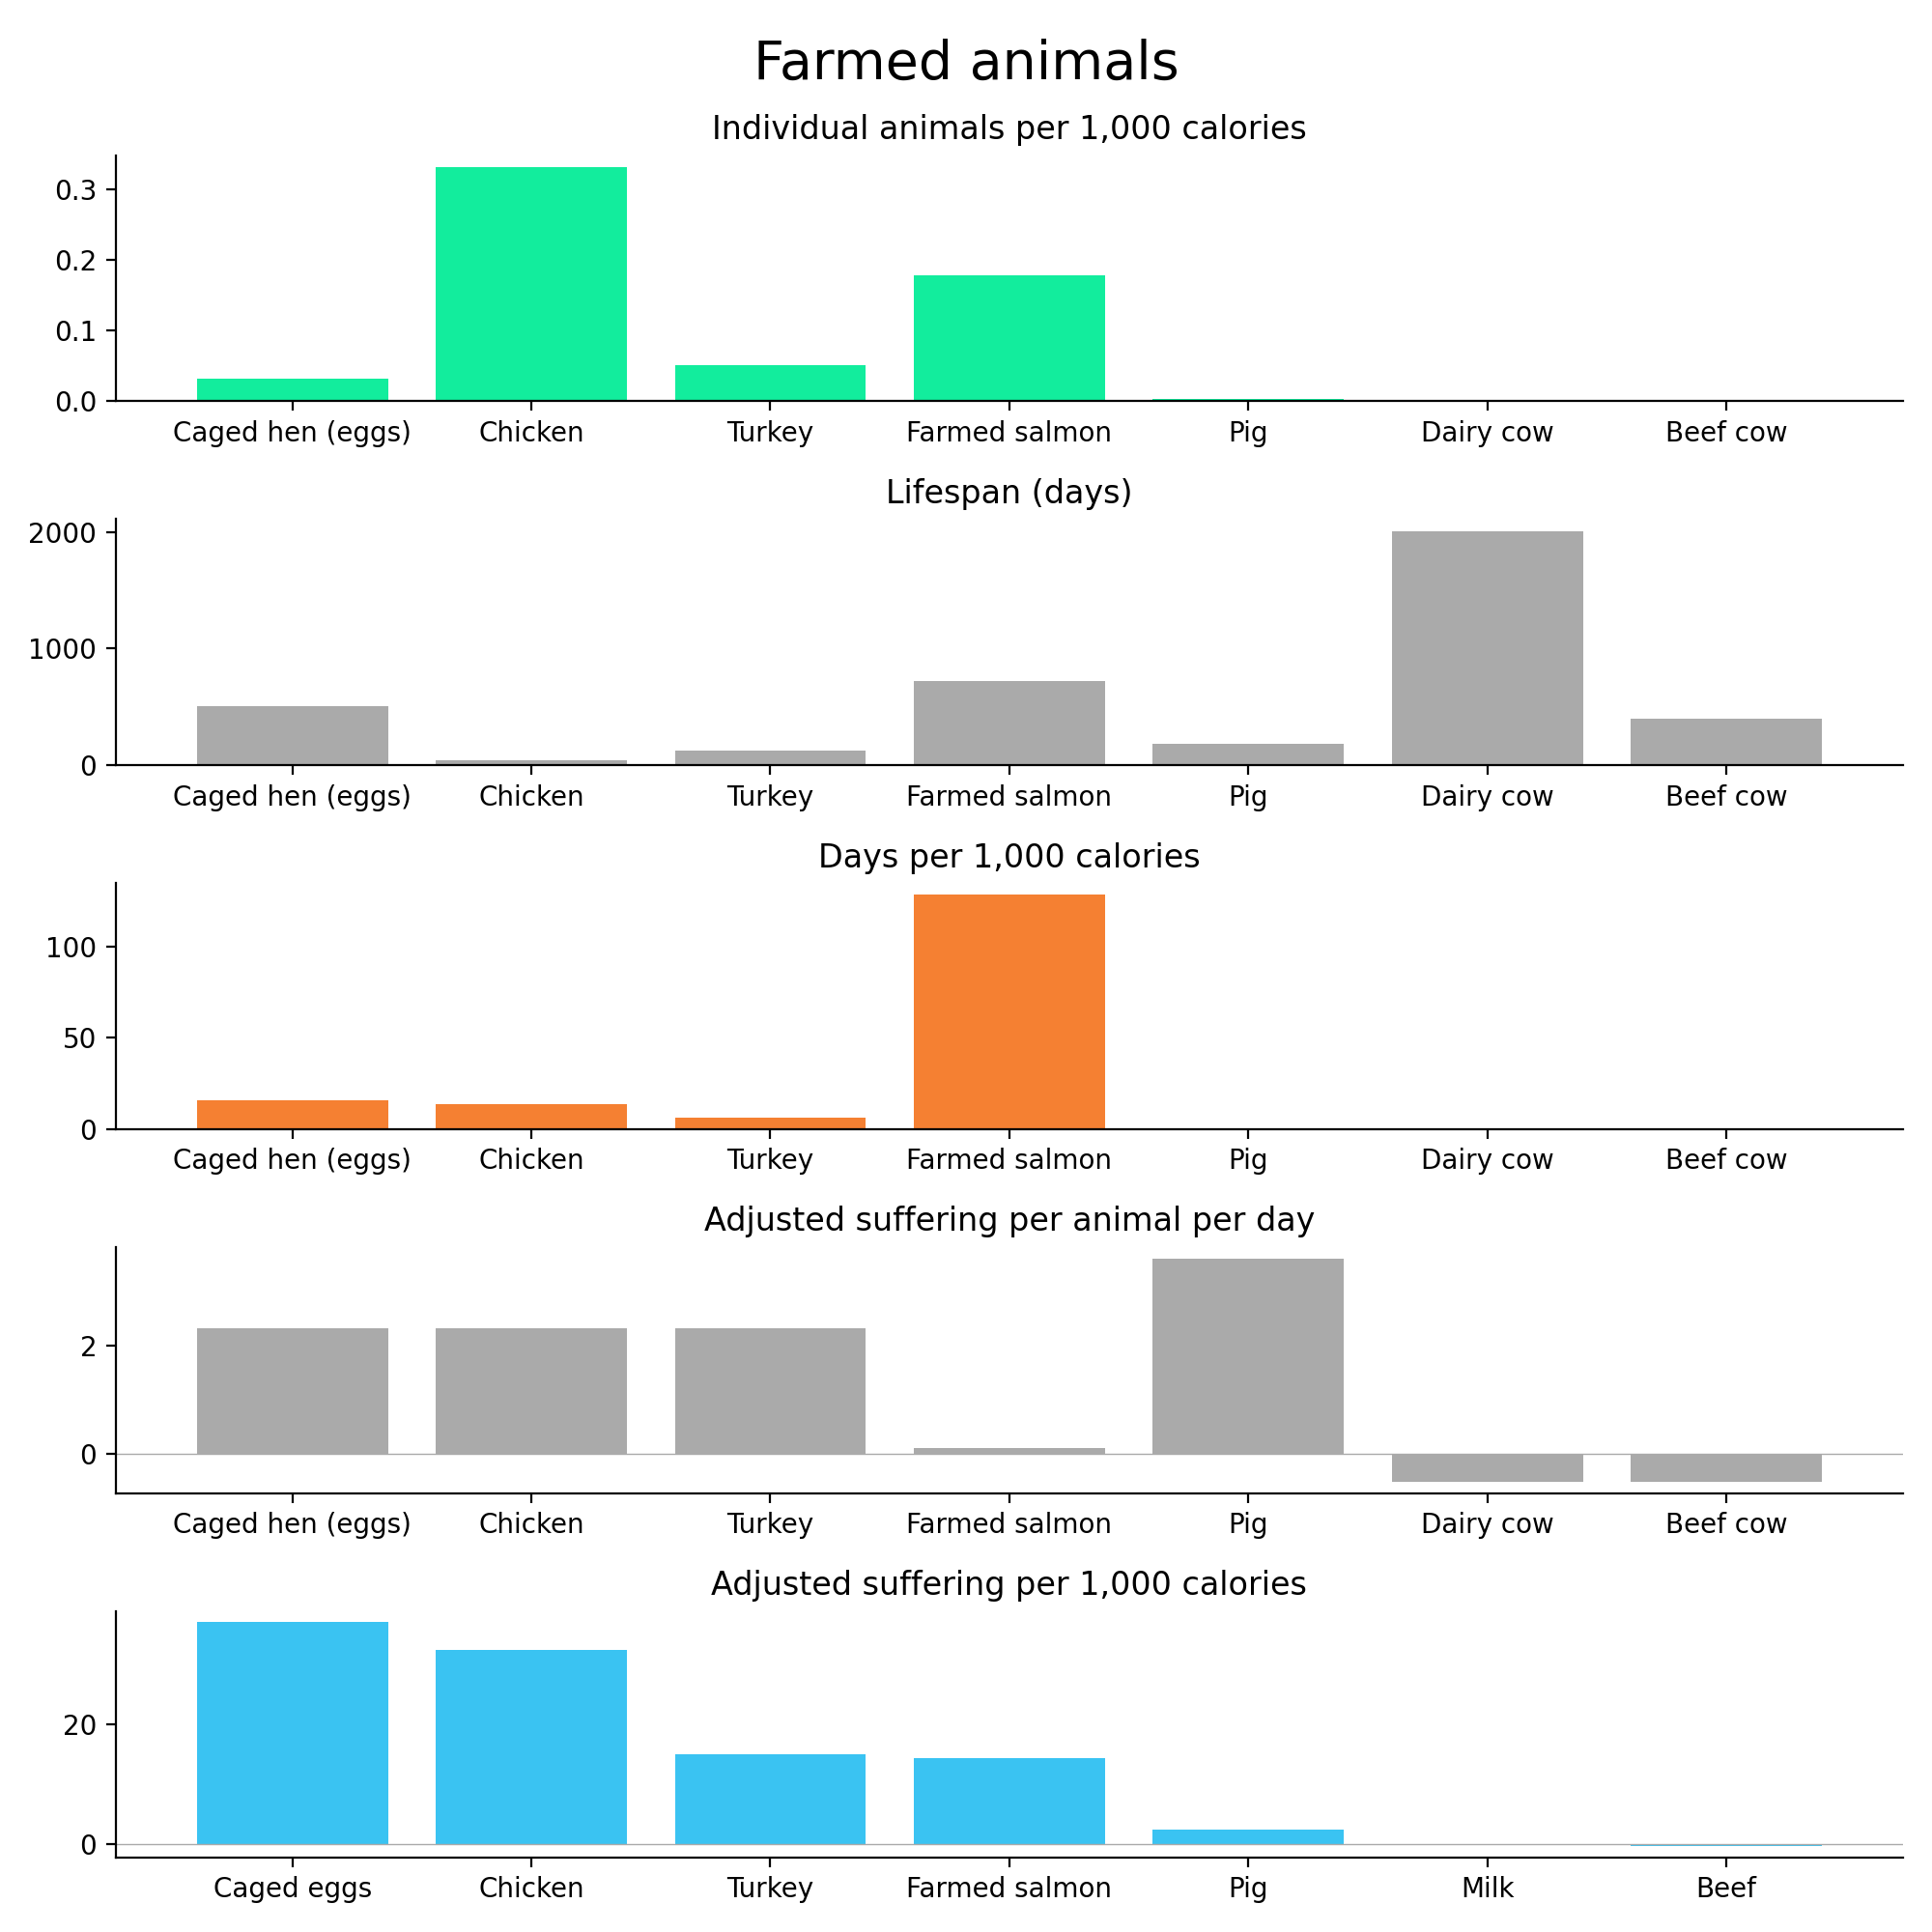 Farmed animals
Individual animals per 1,000 calories
0.3
0.2
0.1
0.0
Caged hen (eggs) Chicken Turkey Farmed salmon Pig Dairy cow Beef cow
Lifespan (days)
2000
1000
0
Caged hen (eggs) Chicken Turkey Farmed salmon Pig Dairy cow Beef cow
Days per 1,000 calories
100
50
0
Caged hen (eggs) Chicken Turkey Farmed salmon Pig Dairy cow Beef cow
Adjusted suffering per animal per day
2
0
Caged hen (eggs) Chicken Turkey Farmed salmon Pig Dairy cow Beef cow
Adjusted suffering per 1,000 calories
20
0
Caged eggs Chicken Turkey Farmed salmon Pig Milk Beef